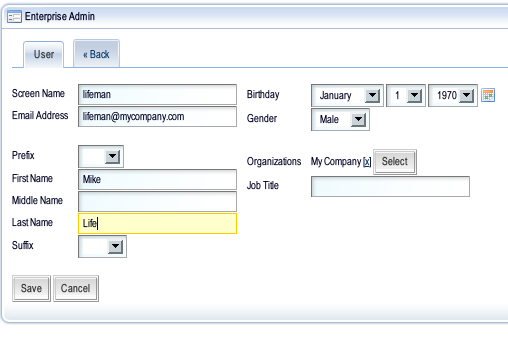 Enterprise Admin
User « Back
Screen Name lifeman Birthday January 1 1970
Email Address lifeman@mycompany.com Gender Male
Prefix
Organizations My Company [x] Select
First Name Mike Job Title
Middle Name
Last Name Life
Suffix
Save Cancel